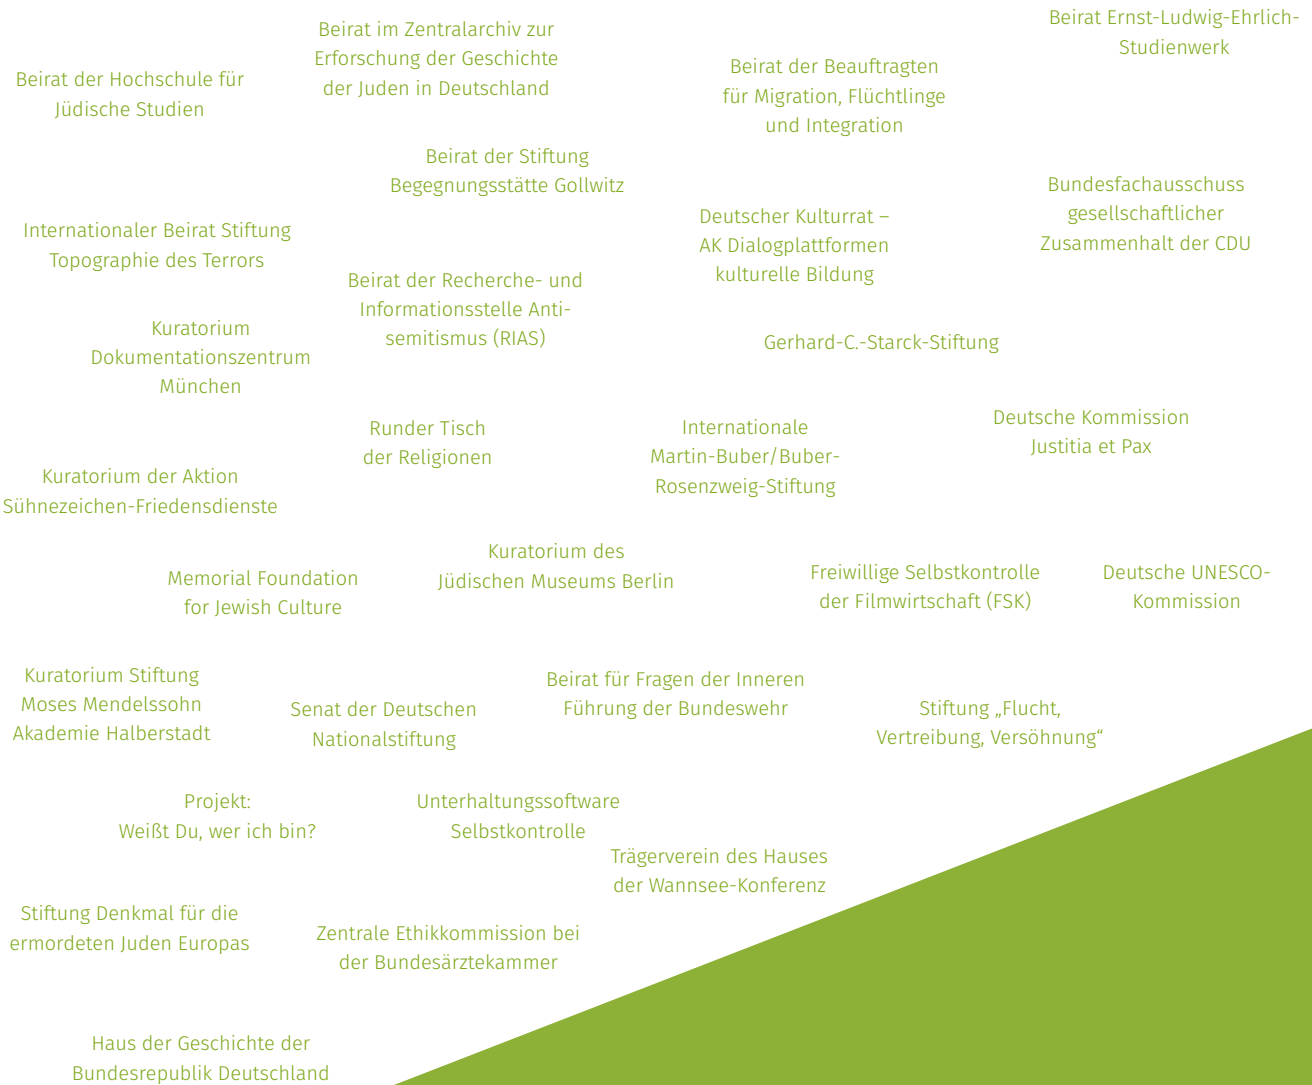 Beirat Ernst-Ludwig-Ehrlich-
Studienwerk
Beirat im Zentralarchiv zur
Erforschung der Geschichte
der Juden in Deutschland
Beirat der Beauftragten
für Migration, Flüchtlinge
und Integration
Beirat der Hochschule für
Jüdische Studien
Beirat der Stiftung
Begegnungsstätte Gollwitz
Bundesfachausschuss
gesellschaftlicher
Zusammenhalt der CDU
Deutscher Kulturrat –
AK Dialogplattformen
kulturelle Bildung
Internationaler Beirat Stiftung
Topographie des Terrors
Beirat der Recherche- und
Informationsstelle Anti-
semitismus (RIAS)
Kuratorium
Dokumentationszentrum
München
Gerhard-C.-Starck-Stiftung
Deutsche Kommission
Justitia et Pax
Runder Tisch
der Religionen
Internationale
Martin-Buber/Buber-
Rosenzweig-Stiftung
Kuratorium der Aktion
Sühnezeichen-Friedensdienste
Kuratorium des
Jüdischen Museums Berlin
Memorial Foundation
for Jewish Culture
Freiwillige Selbstkontrolle
der Filmwirtschaft (FSK)
Deutsche UNESCO-
Kommission
Kuratorium Stiftung
Moses Mendelssohn
Akademie Halberstadt
Beirat für Fragen der Inneren
Führung der Bundeswehr
Senat der Deutschen
Nationalstiftung
Stiftung „Flucht,
Vertreibung, Versöhnung“
Projekt:
Weißt Du, wer ich bin?
Unterhaltungssoftware
Selbstkontrolle
Trägerverein des Hauses
der Wannsee-Konferenz
Stiftung Denkmal für die
ermordeten Juden Europas
Zentrale Ethikkommission bei
der Bundesärztekammer
Haus der Geschichte der
Bundesrepublik Deutschland